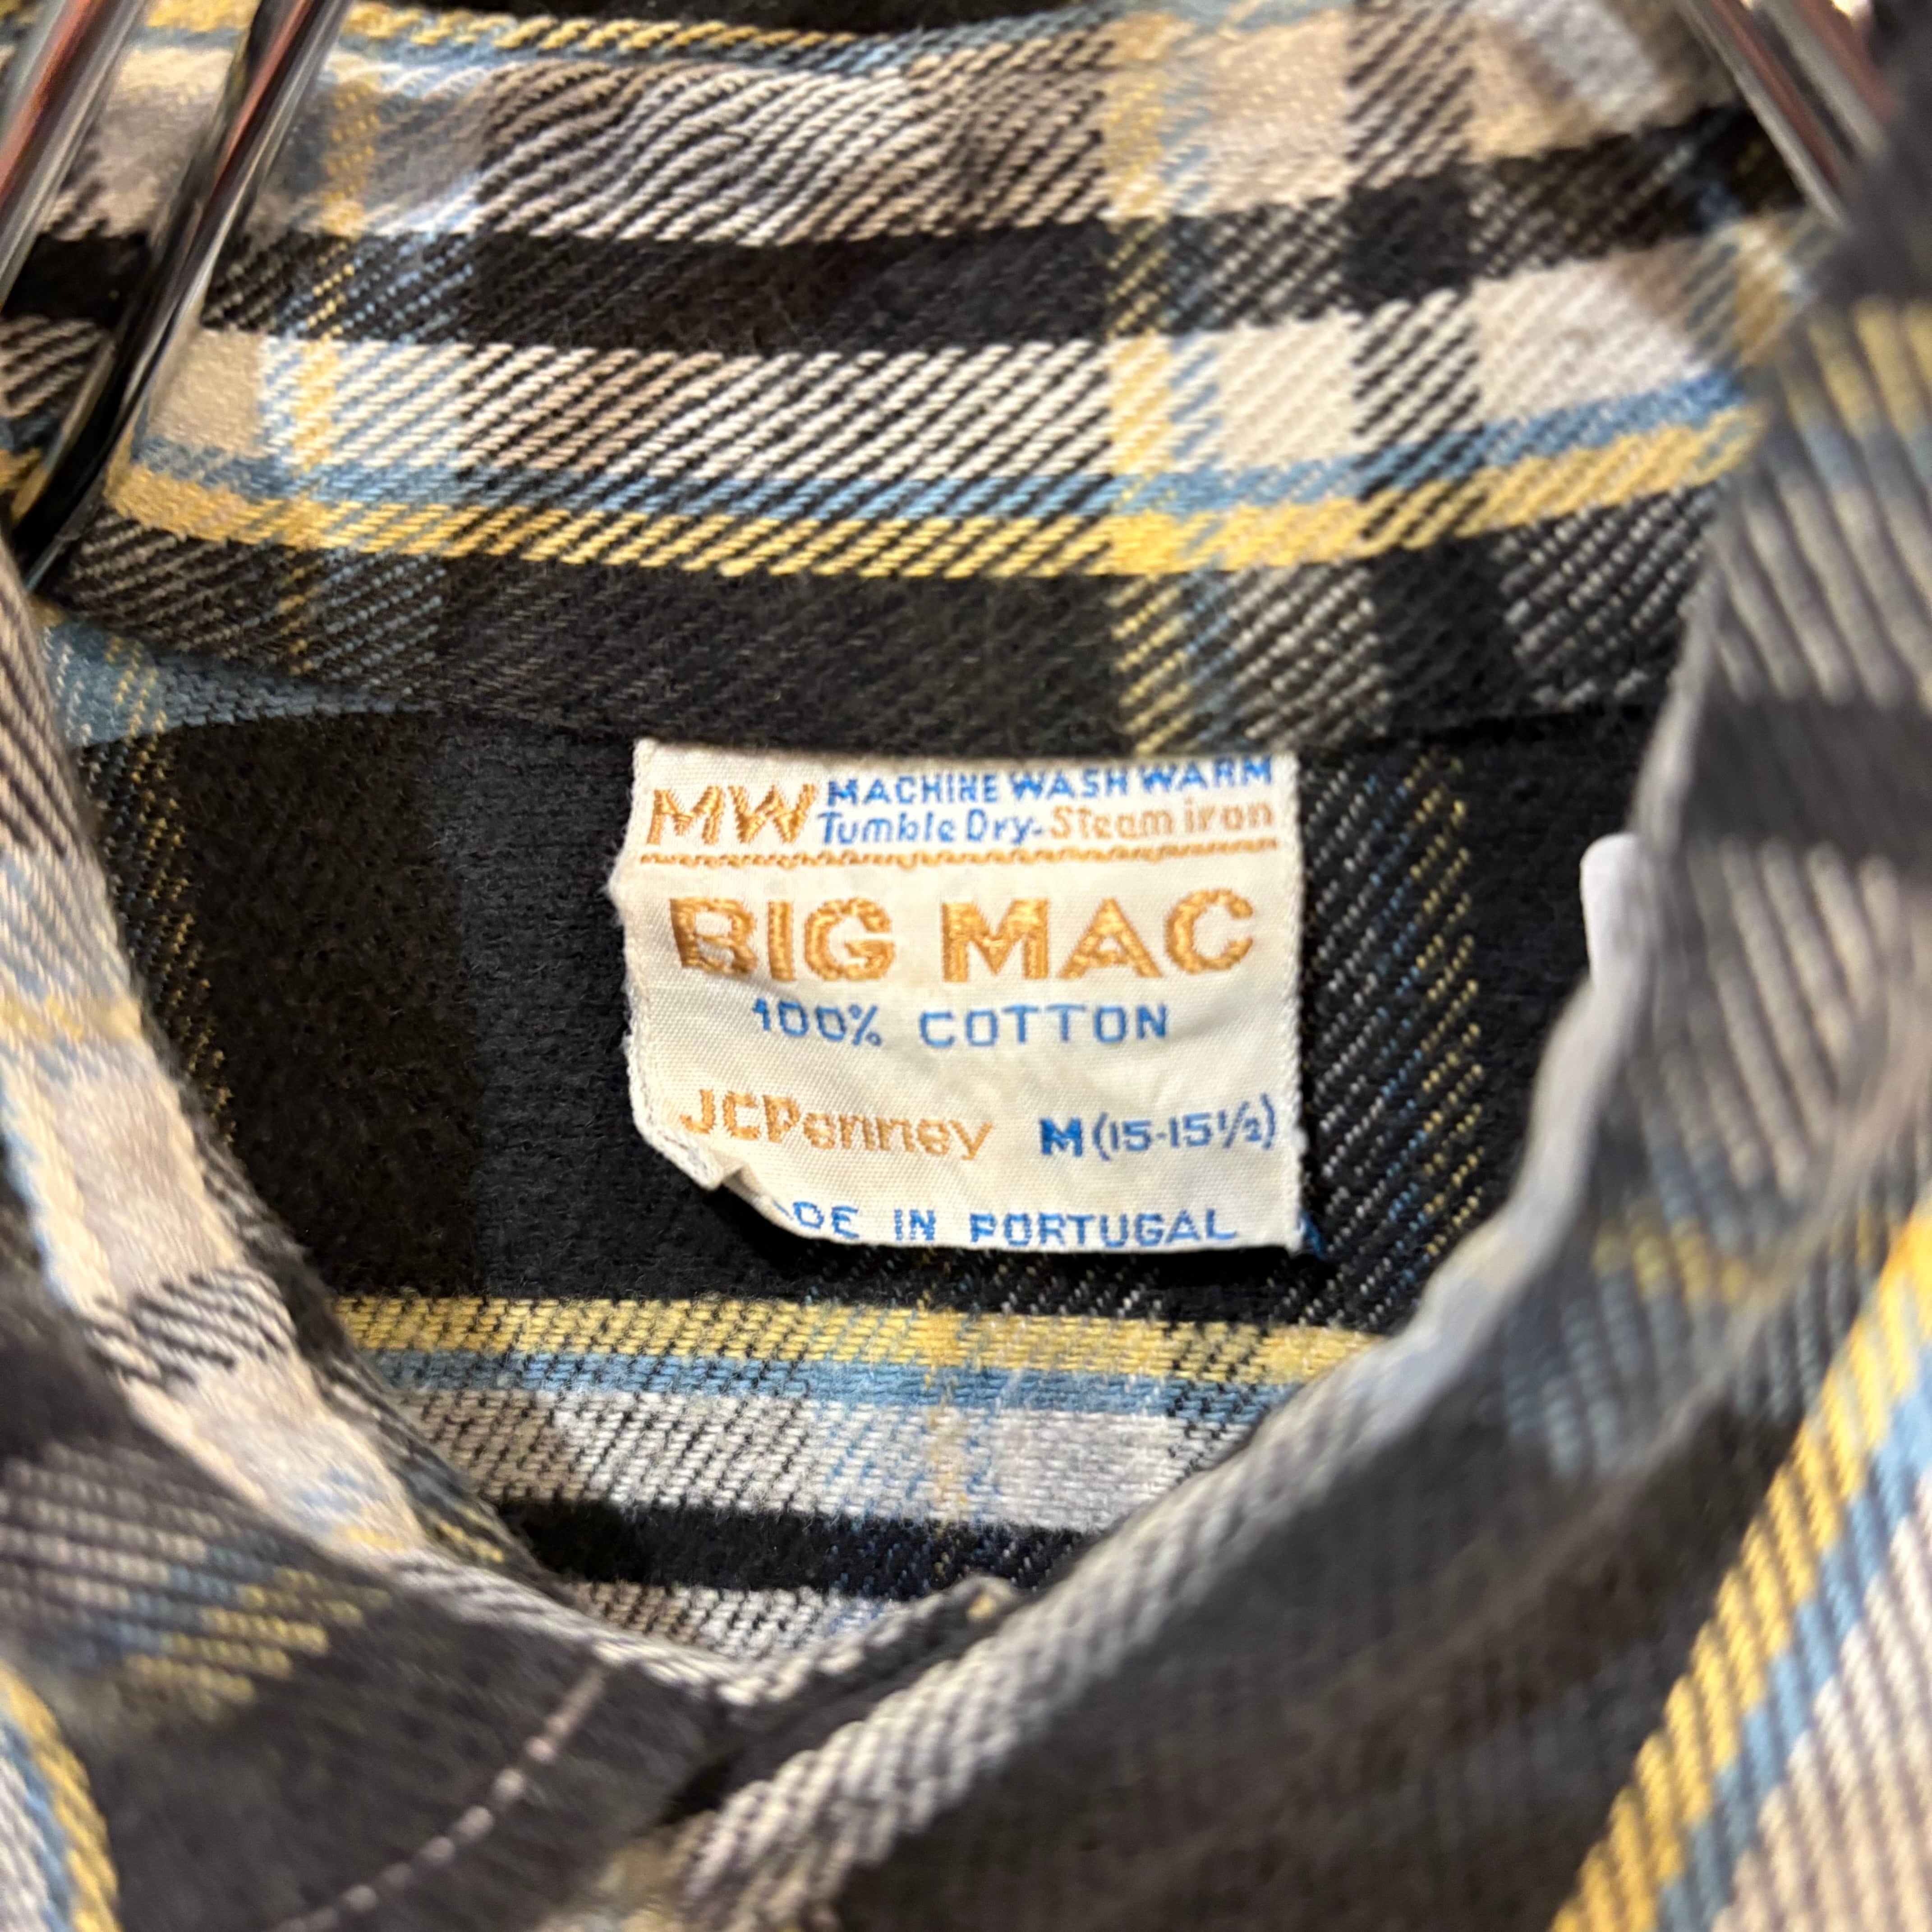 MW MACHINE WASH WARM
Tumble Dry-Steam iron
BIG MAC
100% COTTON
JCPenney M(15-15½)
DE IN PORTUGAL